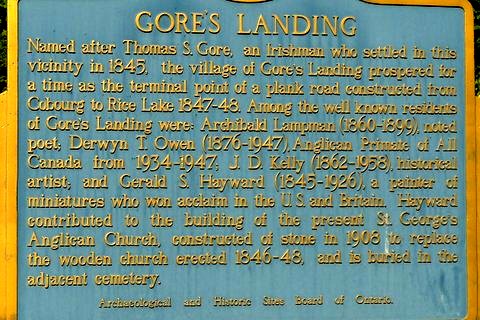 GORE'S LANDING
Named after Thomas S. Gore, an Irishman who settled in this
vicinity in 1845, the village of Gore's Landing prospered for
a time as the terminal point of a plank road constructed from
Cobourg to Rice Lake 1847-48. Among the well known residents
of Gore's Landing were: Archibald Lampman (1860-1899), noted
poet; Derwyn T. Owen (1876-1947), Anglican Primate of All
Canada from 1934-1947; J. D. Kelly (1862-1958), historical
artist; and Gerald S. Hayward (1845-1926), a painter of
miniatures who won acclaim in the U.S. and Britain. Hayward
contributed to the building of the present St. George's
Anglican Church, constructed of stone in 1908 to replace
the wooden church erected 1846-48, and is buried in the
adjacent cemetery.
Archaeological and Historic Sites Board of Ontario.